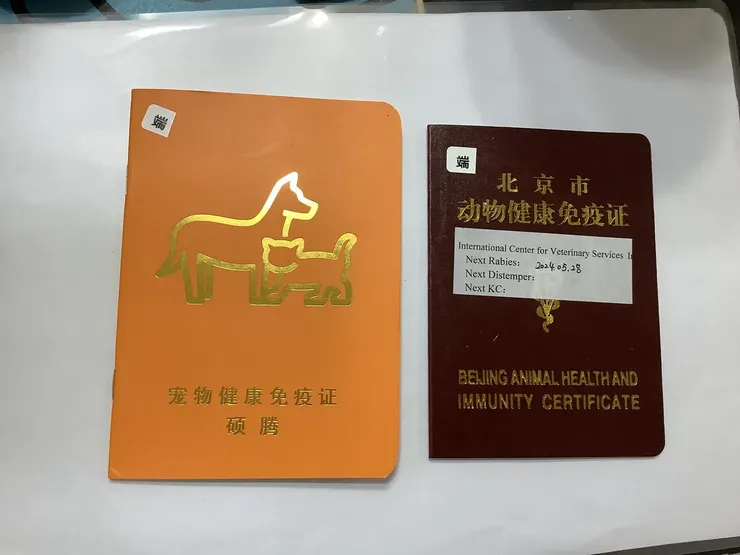 端
宠物健康免疫证
硕腾
端
北京市
动物健康免疫证
International Center for Veterinary Services
Next Rabies: 2024.05.28
Next Distemper:
Next KC:
BEIJING ANIMAL HEALTH AND
IMMUNITY CERTIFICATE